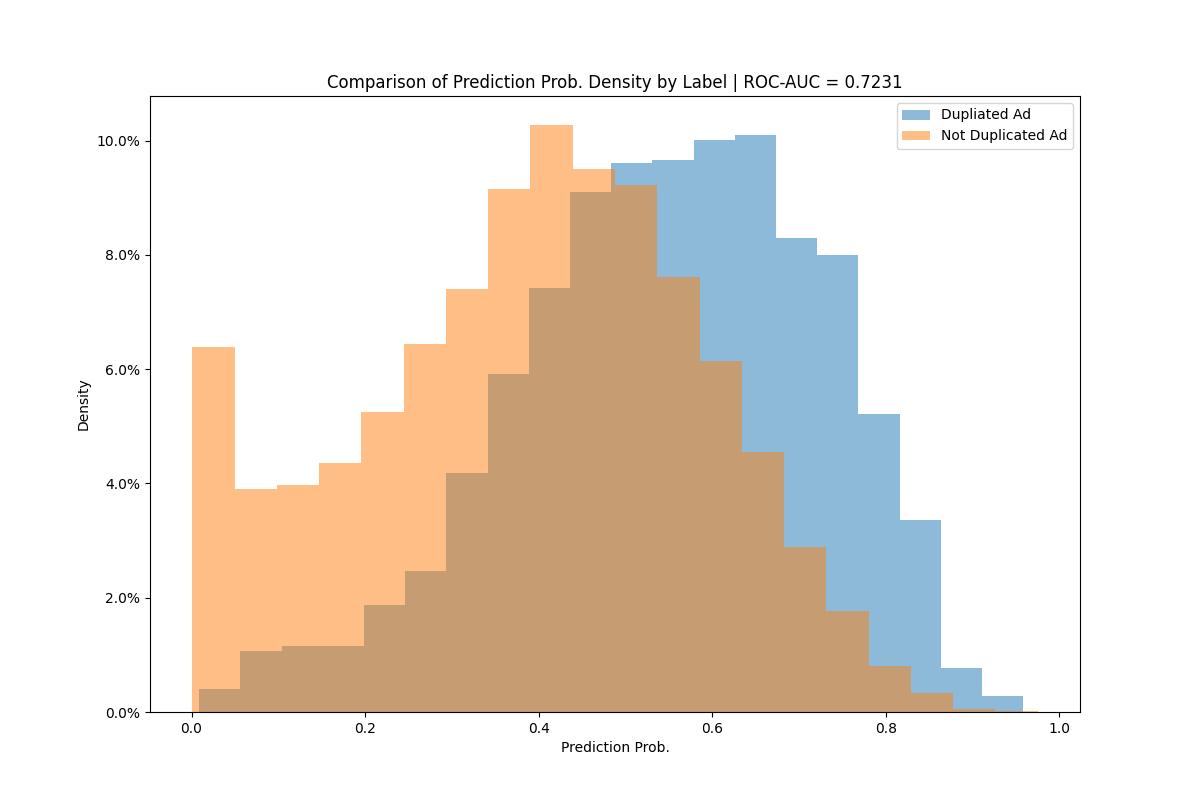 Comparison of Prediction Prob. Density by Label | ROC-AUC = 0.7231
Dupliated Ad
Not Duplicated Ad
10.0%
8.0%
6.0%
4.0%
2.0%
0.0%
Density
0.0 0.2 0.4 0.6 0.8 1.0
Prediction Prob.